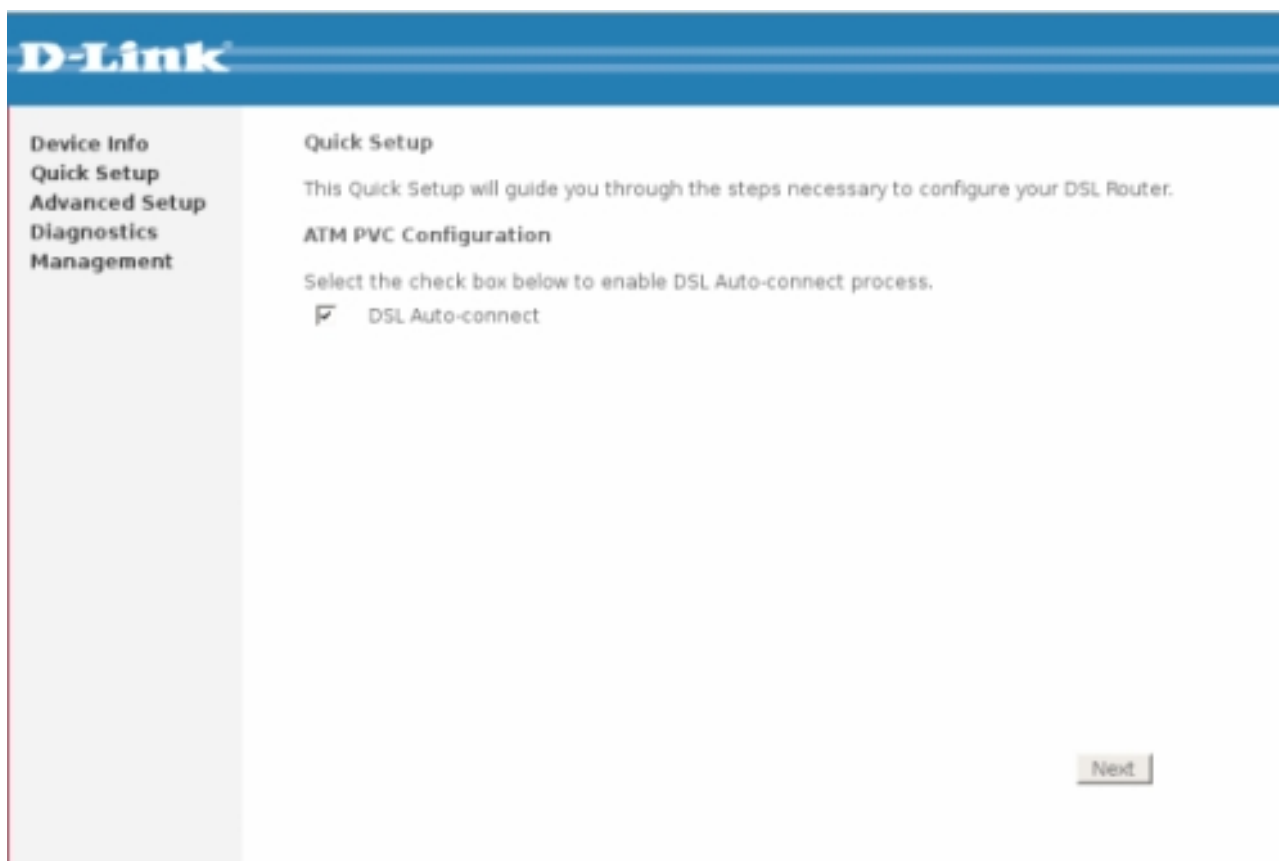 D-Link
Device Info
Quick Setup
Advanced Setup
Diagnostics
Management
Quick Setup
This Quick Setup will guide you through the steps necessary to configure your DSL Router.
ATM PVC Configuration
Select the check box below to enable DSL Auto-connect process.
DSL Auto-connect
Next